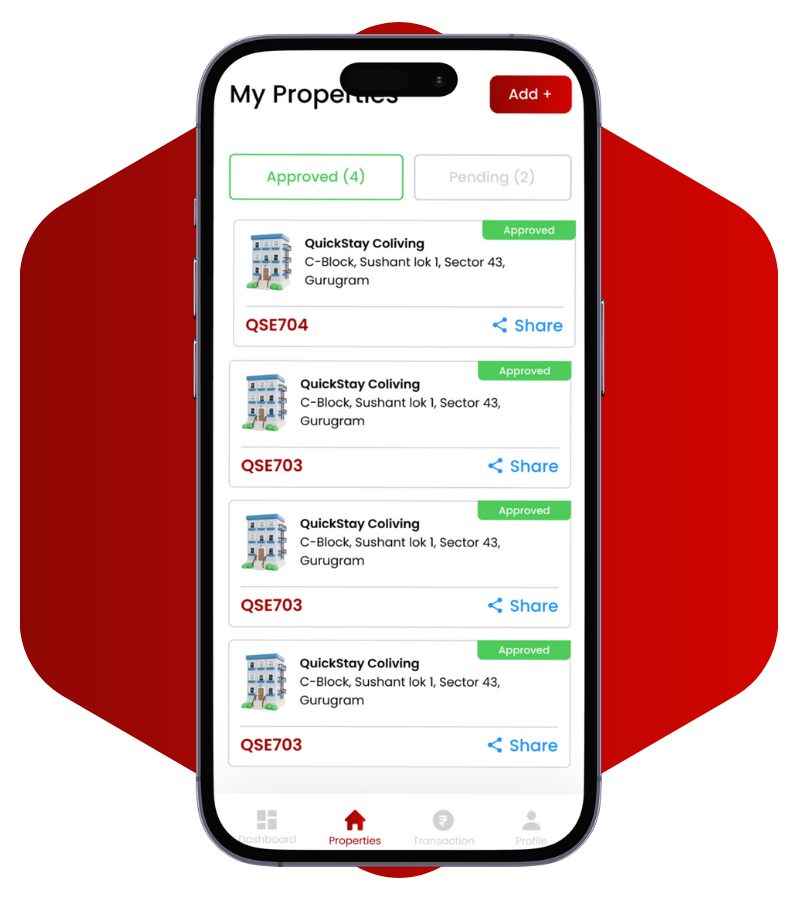 My Properties
Add +
Approved (4)
Pending (2)
Approved
QuickStay Coliving
C-Block, Sushant lok 1, Sector 43,
Gurugram
QSE704
Share
Approved
QuickStay Coliving
C-Block, Sushant lok 1, Sector 43,
Gurugram
QSE703
Share
Approved
QuickStay Coliving
C-Block, Sushant lok 1, Sector 43,
Gurugram
QSE703
Share
Approved
QuickStay Coliving
C-Block, Sushant lok 1, Sector 43,
Gurugram
QSE703
Share
₹
Dashboard
Properties
Transaction
Profile